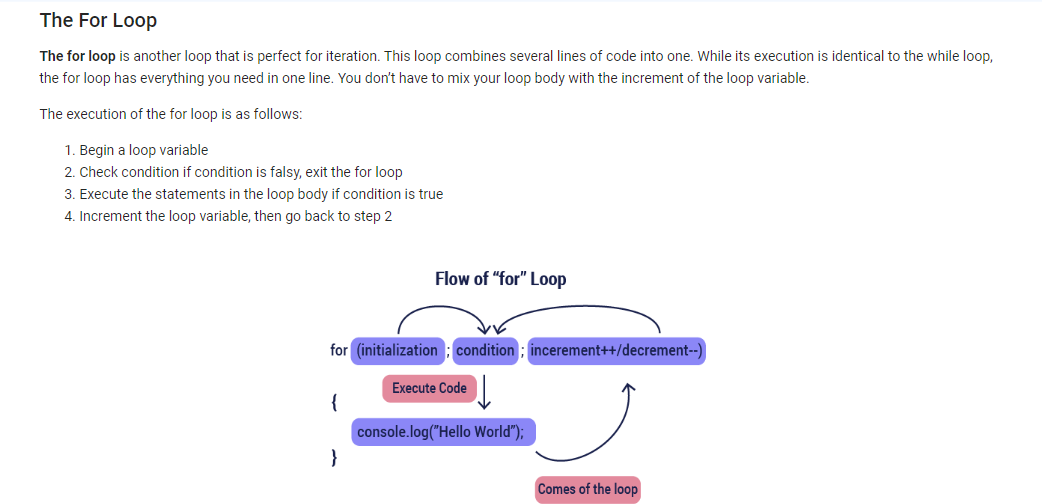 The For Loop
The for loop is another loop that is perfect for iteration. This loop combines several lines of code into one. While its execution is identical to the while loop,
the for loop has everything you need in one line. You don't have to mix your loop body with the increment of the loop variable.
The execution of the for loop is as follows:
1. Begin a loop variable
2. Check condition if condition is falsy, exit the for loop
3. Execute the statements in the loop body if condition is true
4. Increment the loop variable, then go back to step 2
Flow of “for” Loop
for (initialization ; condition ; incerement++/decrement--)
Execute Code
{
console.log("Hello World");
}
Comes of the loop